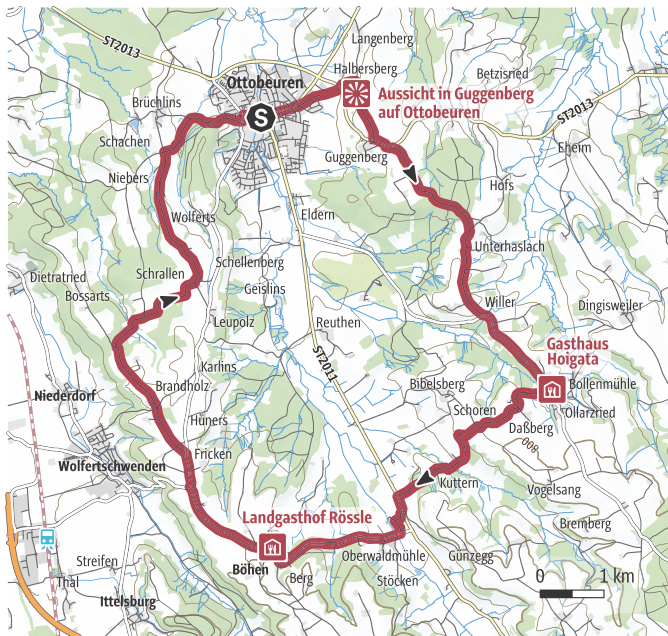 ST2013
Langenberg
Halbersberg
Ottobeuren
Betzisried
Aussicht in Guggenberg
auf Ottobeuren
Brüchlins
S
ST2013
Schachen
Eheim
Guggenberg
Niebers
Hofs
Wolferts
Eldern
Unterhaslach
Schellenberg
Schrallen
Dietratried
Geislins
Bossarts
Willer
Dingisweiler
Leupolz
Reuthen
ST2011
Gasthaus
Hoigata
Karlins
Brandholz
Bibelsberg
Bollenmühle
Niederdorf
Schoren
Ollarzried
Hüners
Daßberg
800
Fricken
Wolfertschwenden
Kuttern
Vogelsang
Landgasthof Rössle
Bremberg
Oberwaldmühle
Günzegg
Streifen
Böhen
Berg
Stöcken
Thal
0 1 km
Ittelsburg